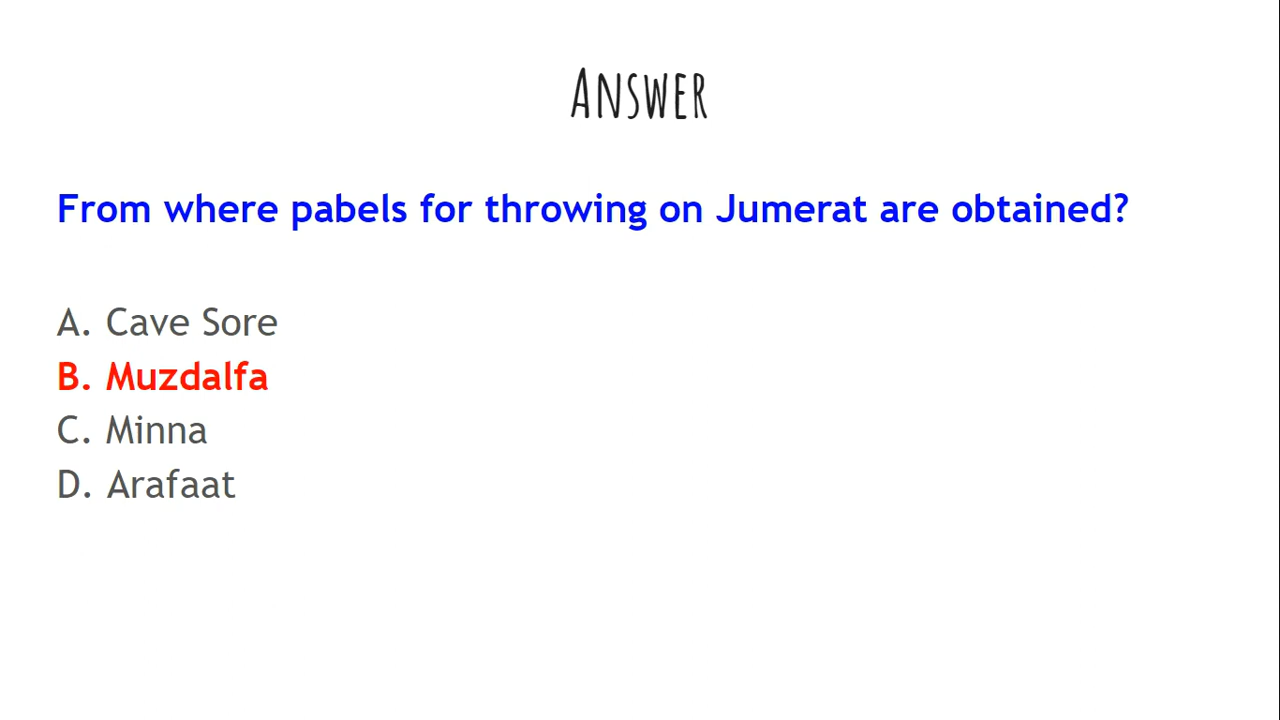 Answer
From where pabels for throwing on Jumerat are obtained?
A. Cave Sore
B. Muzdalfa
C. Minna
D. Arafaat